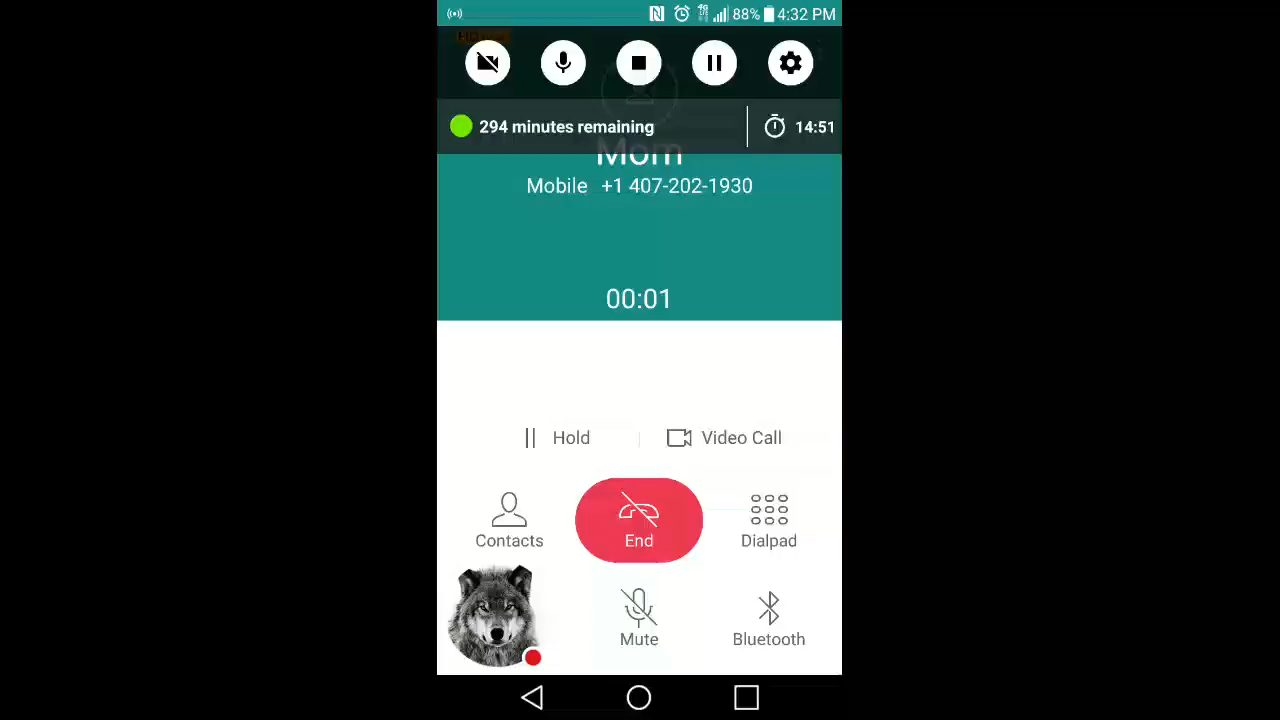 88% 4:32 PM
294 minutes remaining 14:51
Mom
Mobile +1 407-202-1930
00:01
Hold Video Call
Contacts End Dialpad
Mute Bluetooth